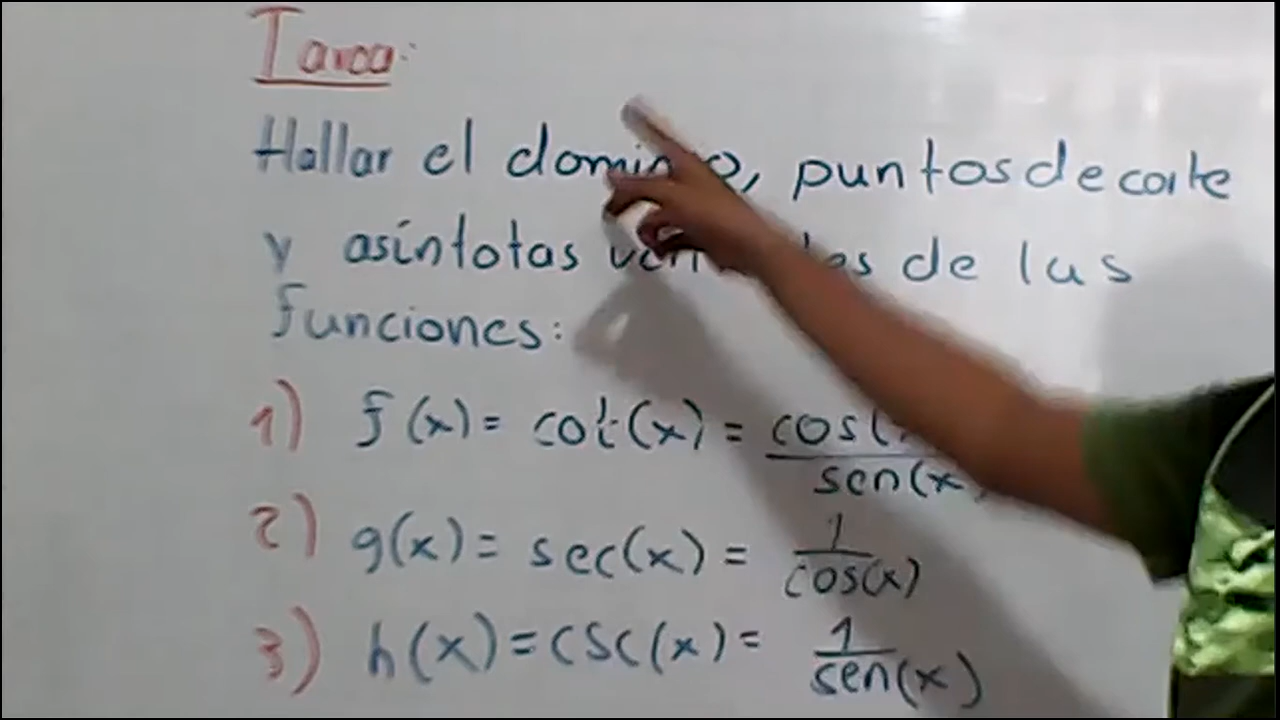 Tarea:
Hallar el dominio, puntos de corte
y asíntotas de las
funciones:
1) f(x) = cot(x) = cos( / sen(x
2) g(x) = sec(x) = 1 / cos(x)
3) h(x) = csc(x) = 1 / sen(x)